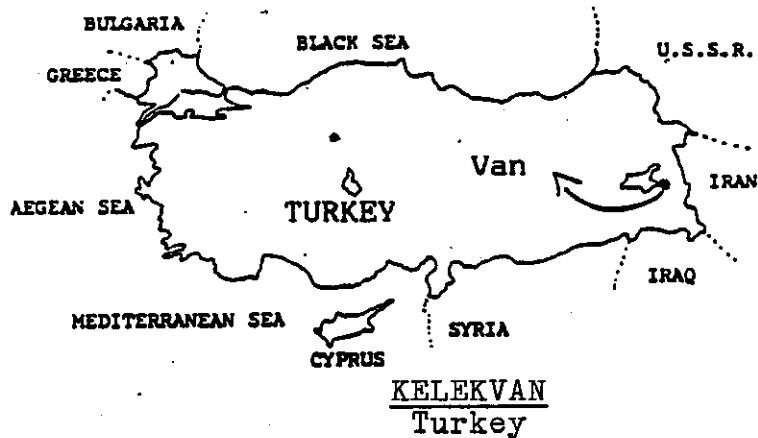 BULGARIA
BLACK SEA
U.S.S.R.
GREECE
Van
IRAN
AEGEAN SEA
TURKEY
IRAQ
MEDITERRANEAN SEA
SYRIA
CYPRUS
KELEKVAN
Turkey